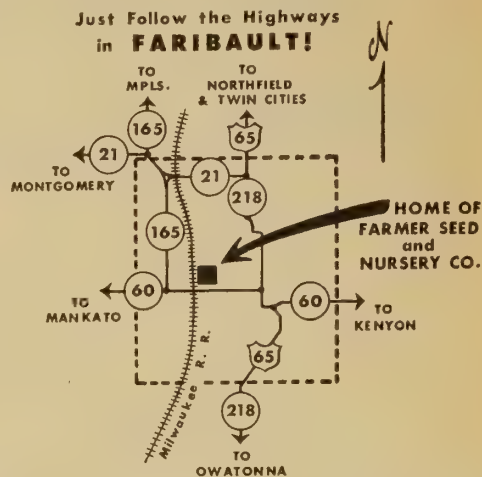 Just Follow the Highways
in FARIBAULT!
N
TO
MPLS.
TO
NORTHFIELD
& TWIN CITIES
165
65
21
TO
MONTGOMERY
21
218
165
HOME OF
FARMER SEED
and
NURSERY CO.
60
TO
MANKATO
60
TO
KENYON
65
Milwaukee R. R.
218
TO
OWATONNA